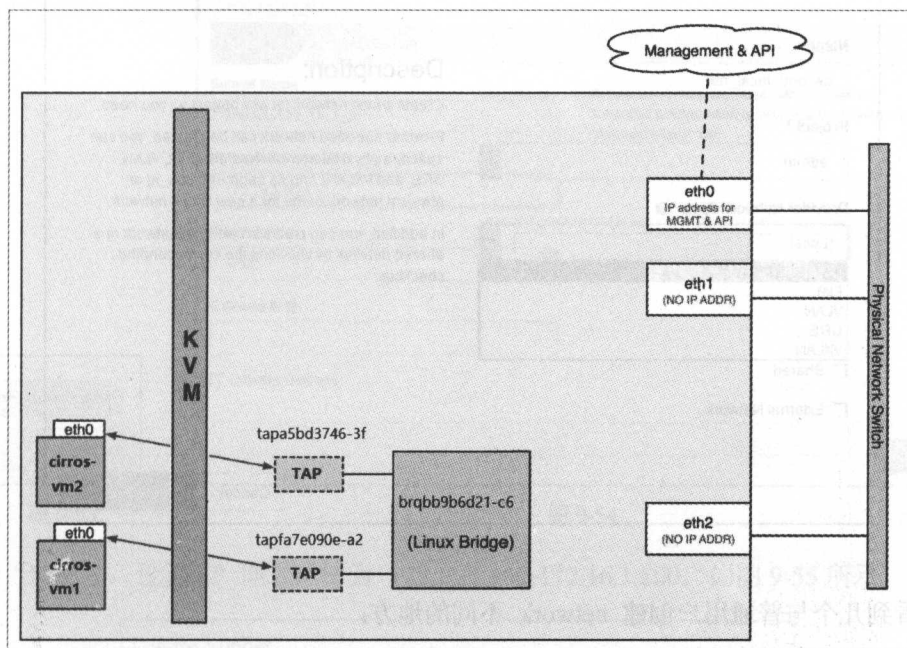 Management & API
eth0
IP address for
MGMT & API
eth1
(NO IP ADDR)
Physical Network Switch
K
V
M
eth0
cirros-
vm2
tapa5bd3746-3f
TAP
brqbb9b6d21-c6
(Linux Bridge)
eth0
cirros-
vm1
tapfa7e090e-a2
TAP
eth2
(NO IP ADDR)